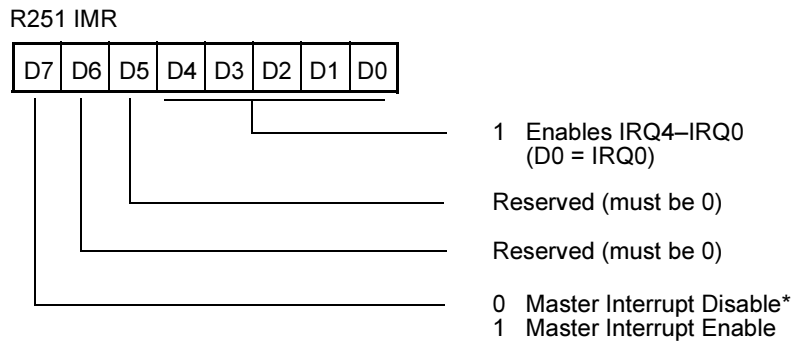 R251 IMR
D7 D6 D5 D4 D3 D2 D1 D0
1 Enables IRQ4–IRQ0
(D0 = IRQ0)
Reserved (must be 0)
Reserved (must be 0)
0 Master Interrupt Disable*
1 Master Interrupt Enable